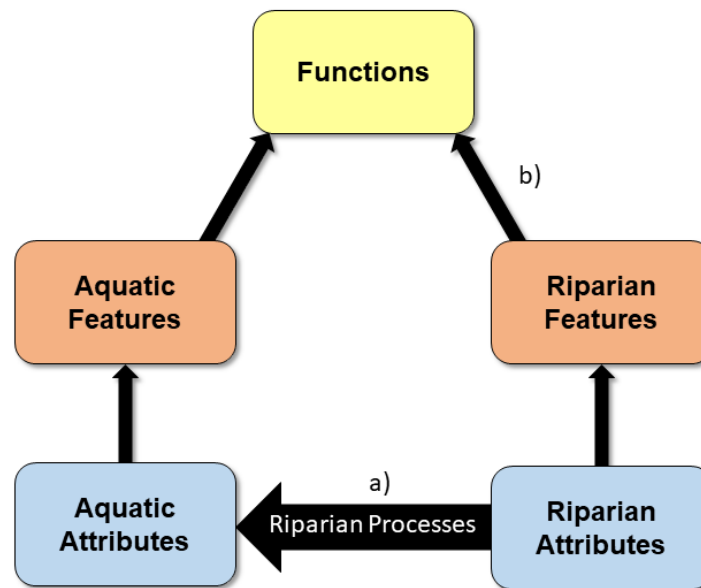 Functions
b)
Aquatic
Features
Riparian
Features
a)
Aquatic
Attributes
Riparian Processes
Riparian
Attributes